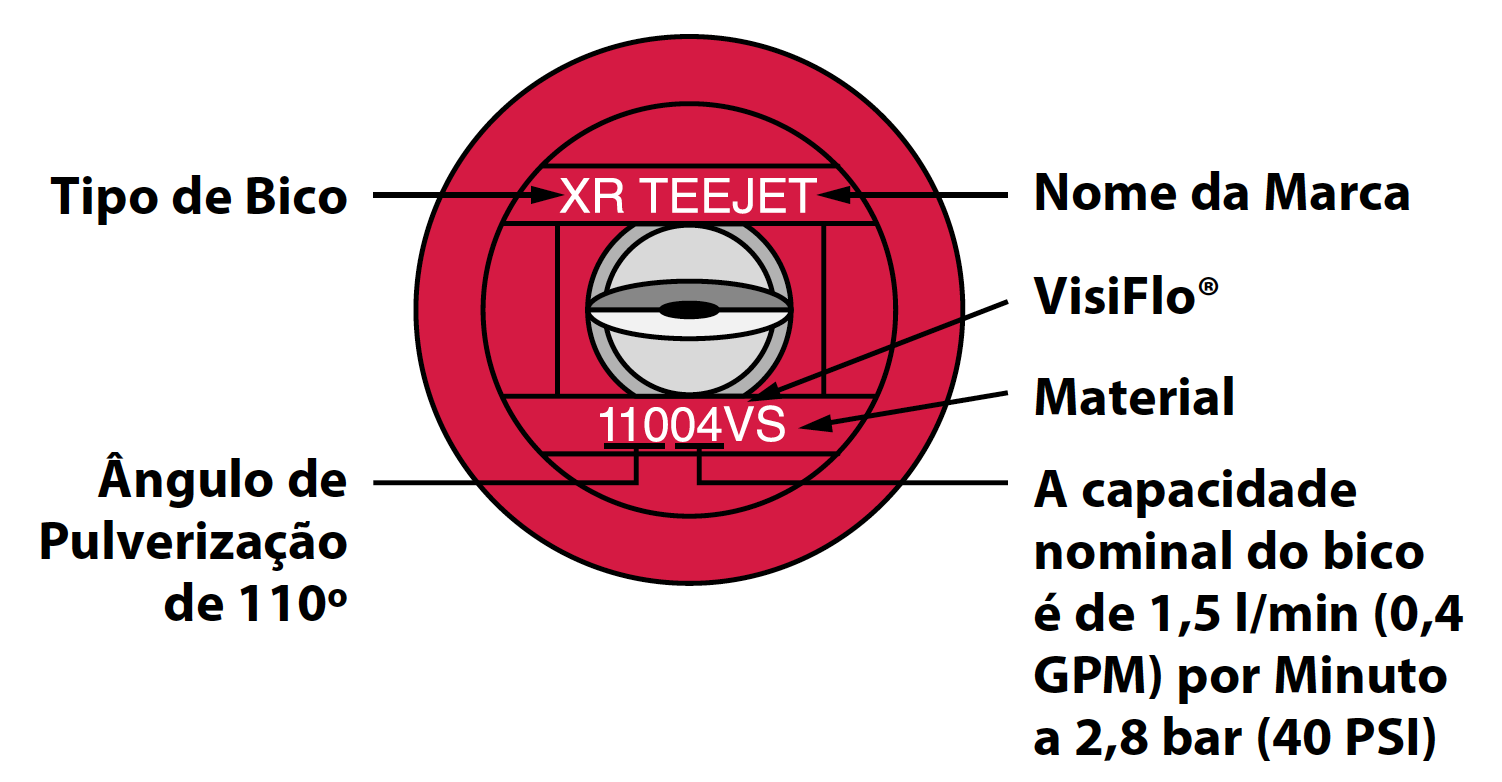 Tipo de Bico
XR TEEJET
Nome da Marca
VisiFlo®
Material
11004VS
Ângulo de
Pulverização
de 110º
A capacidade
nominal do bico
é de 1,5 l/min (0,4
GPM) por Minuto
a 2,8 bar (40 PSI)